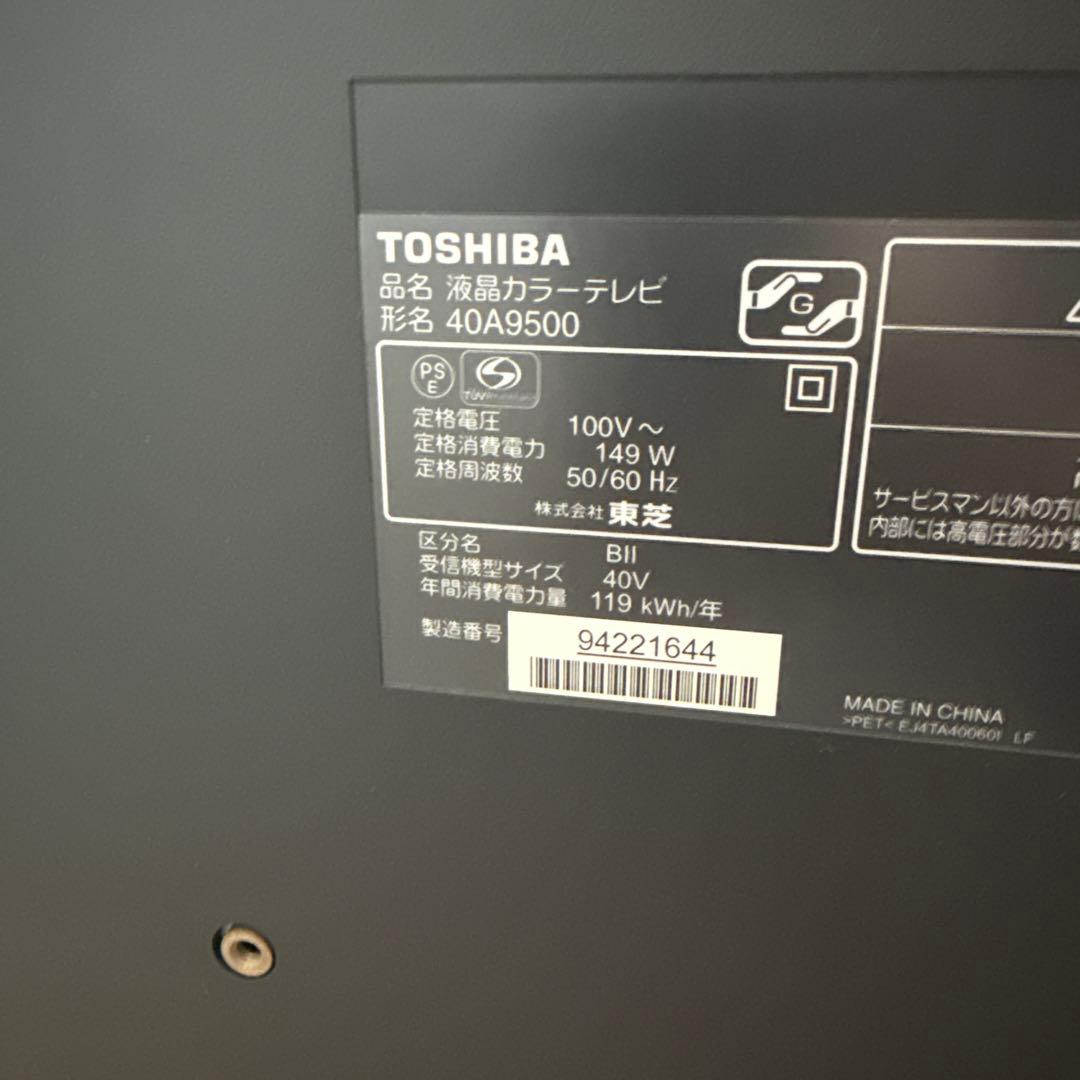 TOSHIBA
品名 液晶カラーテレビ
形名 40A9500
G
PS
E
TÜV
定格電圧 100V～
定格消費電力 149 W
定格周波数 50/60 Hz
株式会社 東芝
区分名 BII
受信機型サイズ 40V
年間消費電力量 119 kWh/年
製造番号 94221644
サービスマン以外の方
内部には高電圧部分が
MADE IN CHINA
>PET< EJ4TA40060I LF